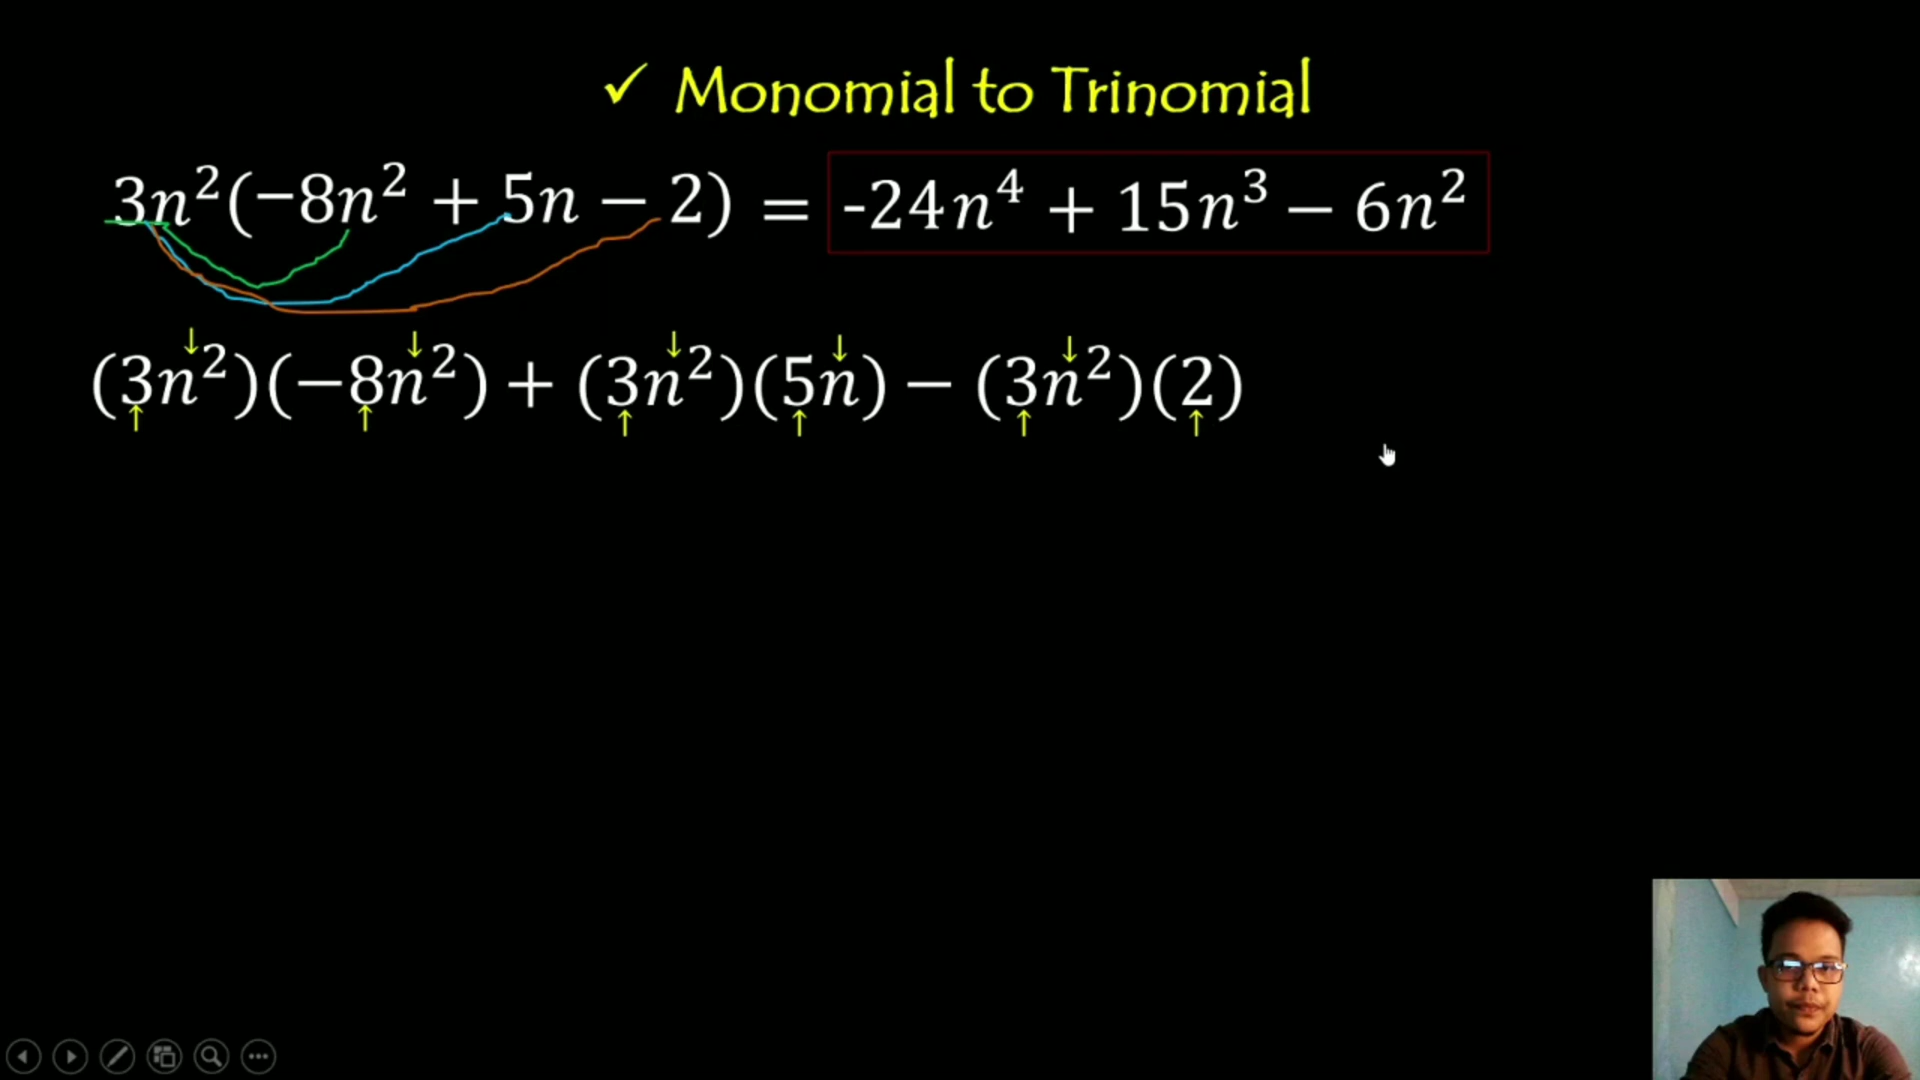 ✓ Monomial to Trinomial
3n²(−8n² + 5n − 2) = -24n⁴ + 15n³ − 6n²
(3n²)(−8n²) + (3n²)(5n) − (3n²)(2)